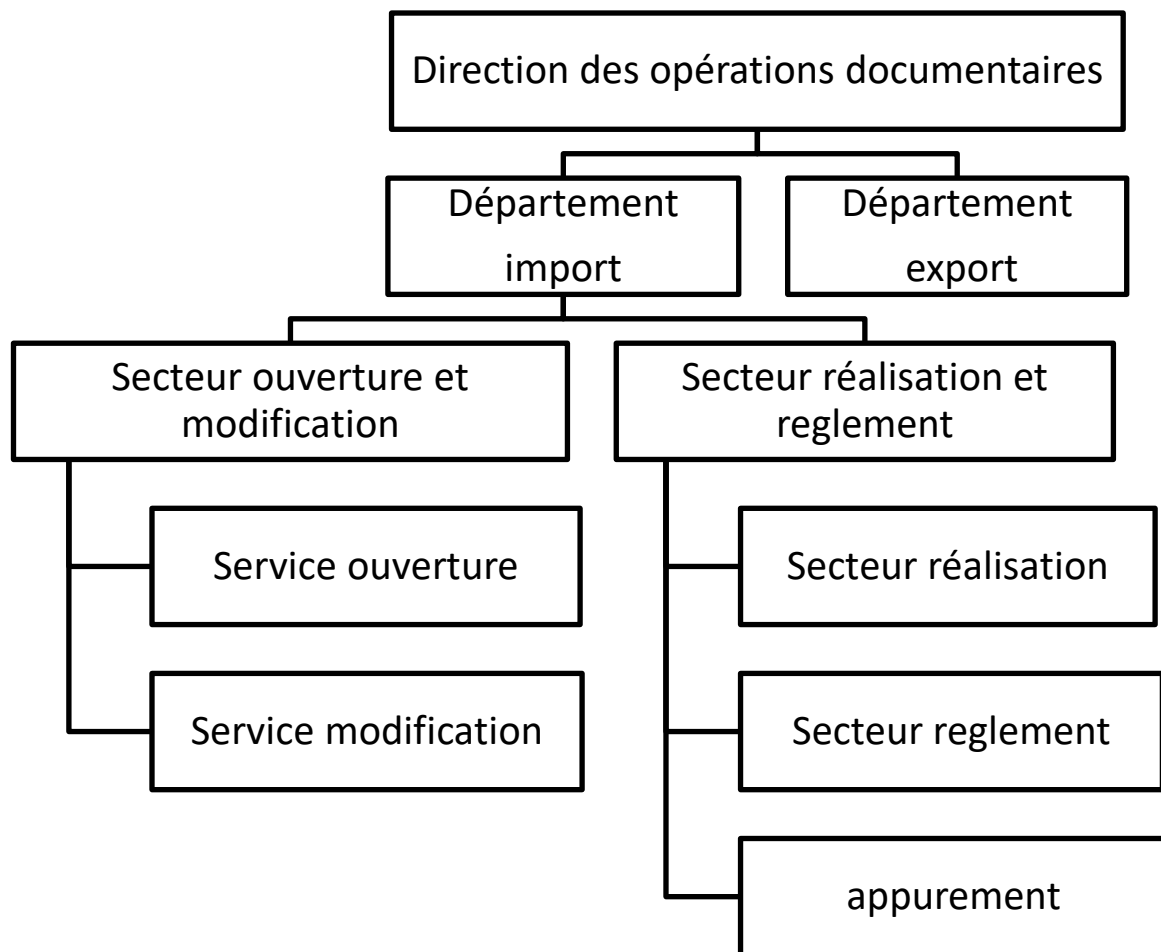 Direction des opérations documentaires
Département
import
Département
export
Secteur ouverture et
modification
Secteur réalisation et
reglement
Service ouverture
Service modification
Secteur réalisation
Secteur reglement
appurement